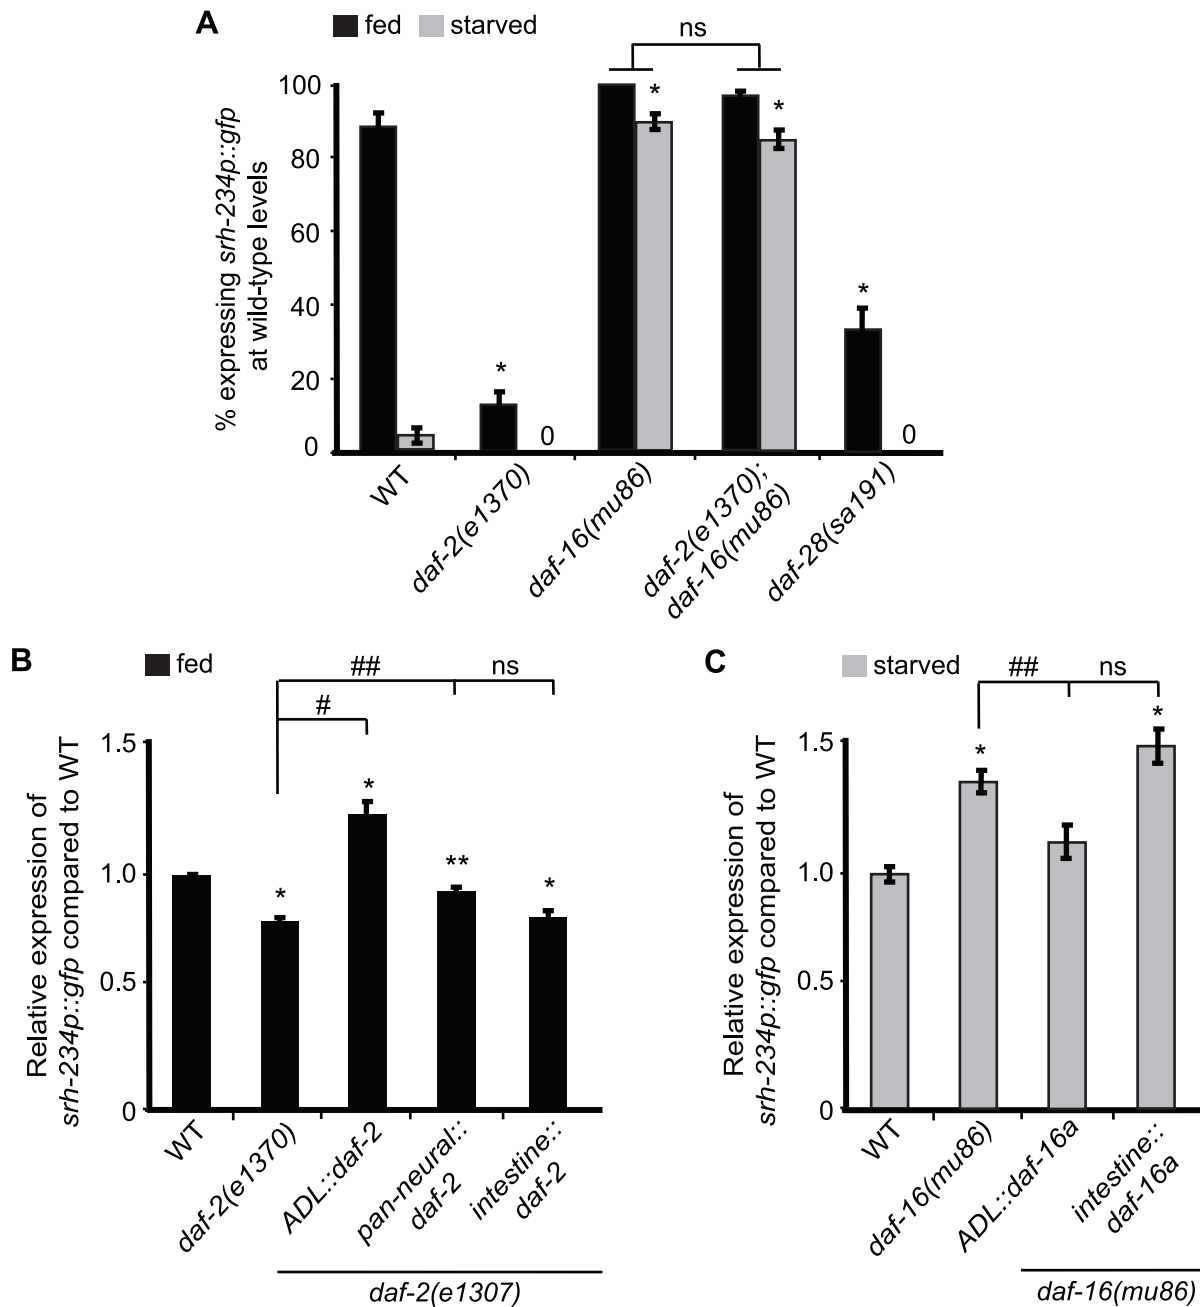 A
fed starved
ns
% expressing srh-234p::gfp
at wild-type levels
100
80
60
40
20
0
*
0
*
*
*
0
WT
daf-2(e1370)
daf-16(mu86)
daf-2(e1370);
daf-16(mu86)
daf-28(sa191)
B
fed
## ns
#
Relative expression of
srh-234p::gfp compared to WT
1.5
1.0
0.5
0
*
*
**
*
WT
daf-2(e1370)
ADL::daf-2
pan-neural::
daf-2
intestine::
daf-2
daf-2(e1307)
C
starved
## ns
Relative expression of
srh-234p::gfp compared to WT
1.5
1.0
0.5
0
*
*
WT
daf-16(mu86)
ADL::daf-16a
intestine::
daf-16a
daf-16(mu86)